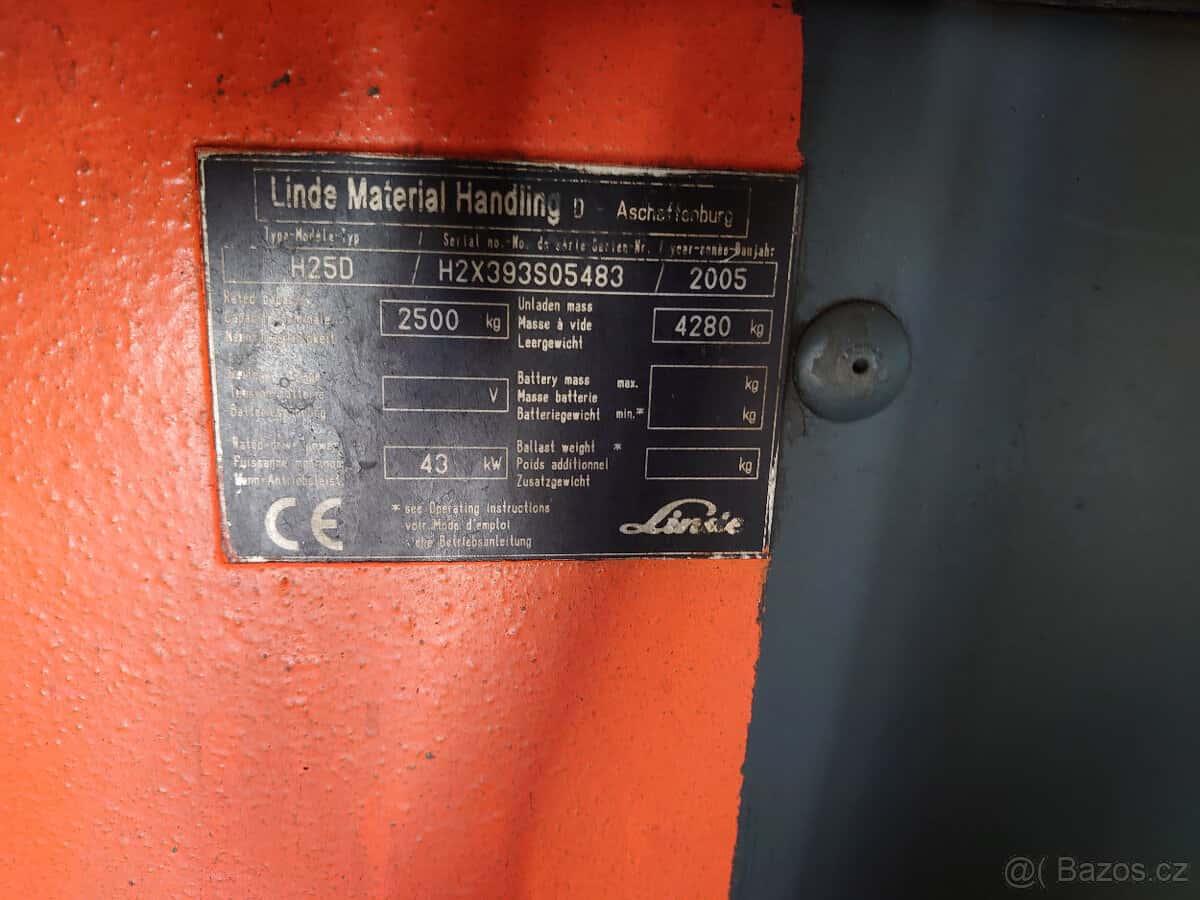 Linde Material Handling D - Aschaffenburg
Type-Modèle-Typ / Serial no.-No. de série-Serien-Nr. / year-année-Baujahr
H25D / H2X393S05483 / 2005
Rated capacity
2500 kg
Unladen mass
Masse à vide
Leergewicht
4280 kg
V
Battery mass max. kg
Masse batterie
Batteriegewicht min.* kg
43 kW
Ballast weight *
Poids additionnel
Zusatzgewicht
kg
CE
* see Operating instructions
voir Mode d'emploi
Betriebsanleitung
Linde
@( Bazos.cz